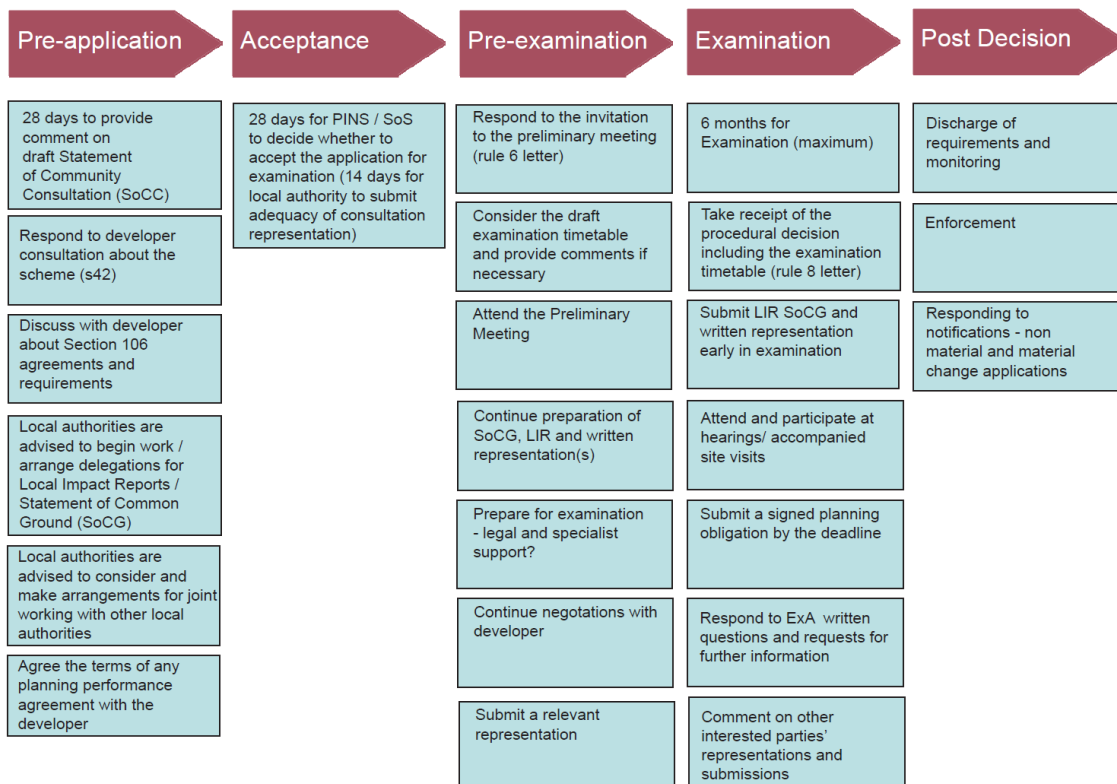 Pre-application
Acceptance
Pre-examination
Examination
Post Decision
28 days to provide
comment on
draft Statement
of Community
Consultation (SoCC)
Respond to developer
consultation about the
scheme (s42)
Discuss with developer
about Section 106
agreements and
requirements
Local authorities are
advised to begin work /
arrange delegations for
Local Impact Reports /
Statement of Common
Ground (SoCG)
Local authorities are
advised to consider and
make arrangements for joint
working with other local
authorities
Agree the terms of any
planning performance
agreement with the
developer
28 days for PINS / SoS
to decide whether to
accept the application for
examination (14 days for
local authority to submit
adequacy of consultation
representation)
Respond to the invitation
to the preliminary meeting
(rule 6 letter)
Consider the draft
examination timetable
and provide comments if
necessary
Attend the Preliminary
Meeting
Continue preparation of
SoCG, LIR and written
representation(s)
Prepare for examination
- legal and specialist
support?
Continue negotations with
developer
Submit a relevant
representation
6 months for
Examination (maximum)
Take receipt of the
procedural decision
including the examination
timetable (rule 8 letter)
Submit LIR SoCG and
written representation
early in examination
Attend and participate at
hearings/ accompanied
site visits
Submit a signed planning
obligation by the deadline
Respond to ExA written
questions and requests for
further information
Comment on other
interested parties'
representations and
submissions
Discharge of
requirements and
monitoring
Enforcement
Responding to
notifications - non
material and material
change applications